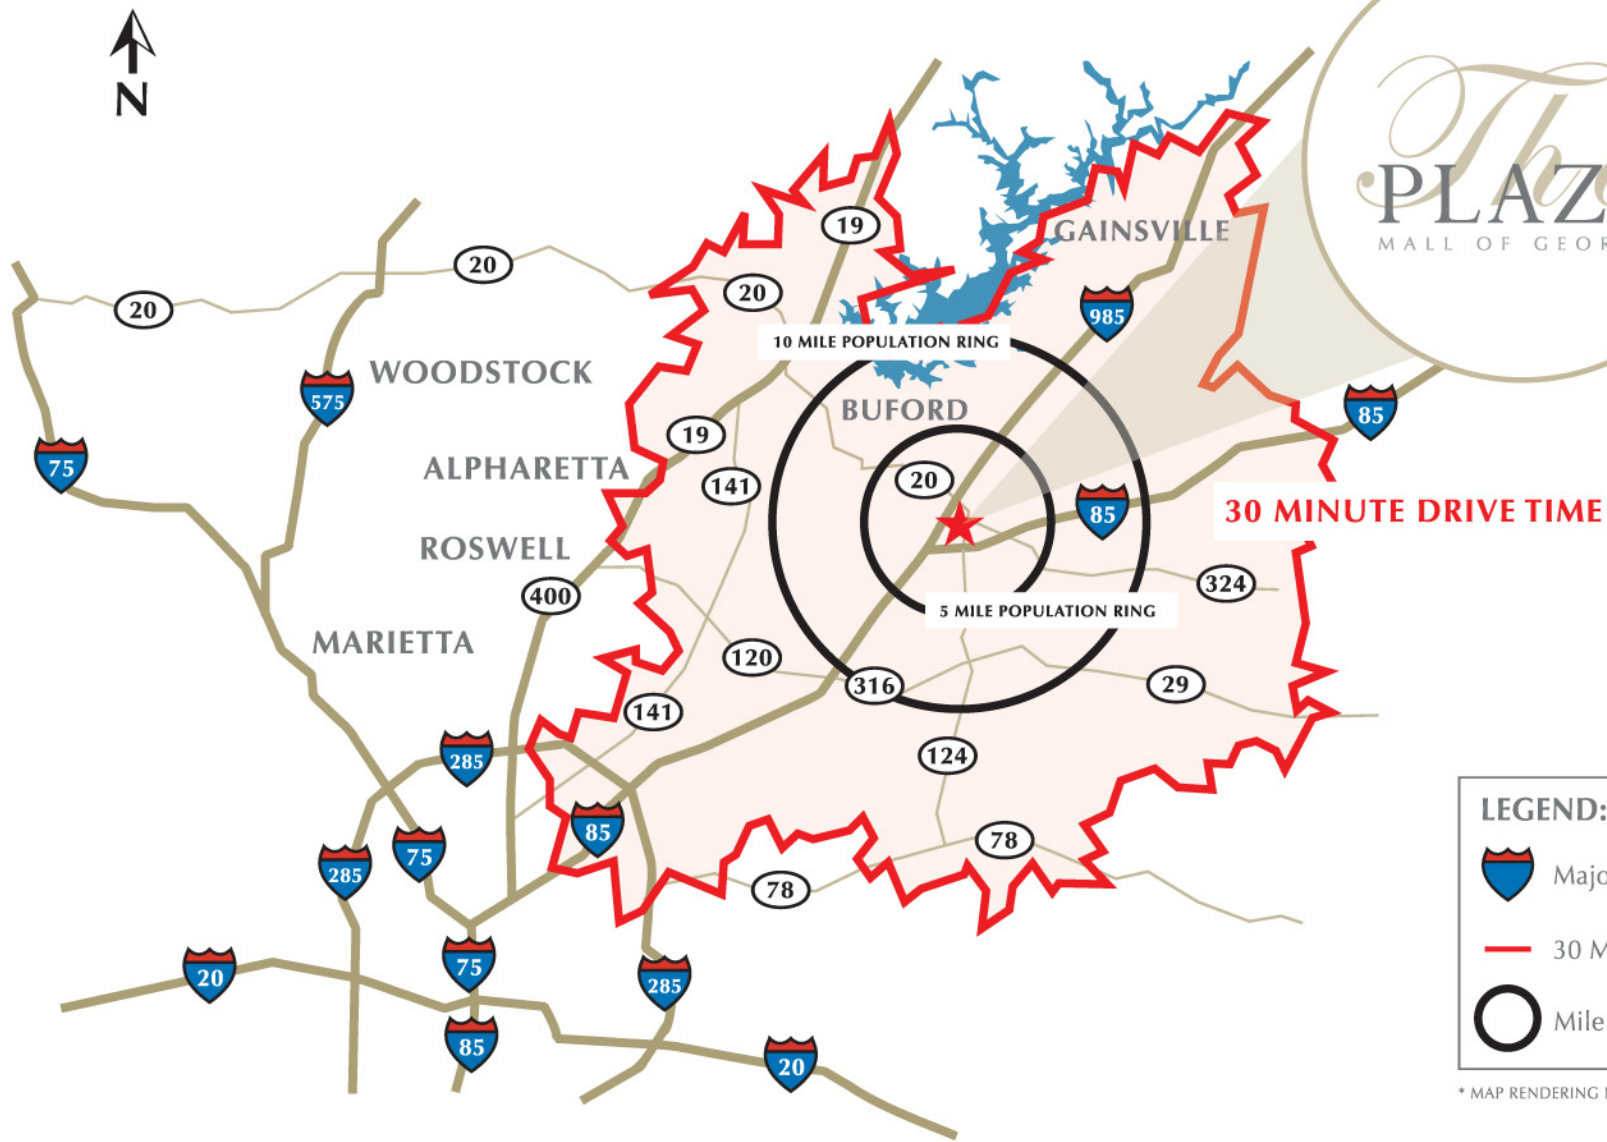 N
The
PLAZ
MALL OF GEOR
19
GAINSVILLE
20
20
20
985
10 MILE POPULATION RING
WOODSTOCK
575
BUFORD
85
19
75
ALPHARETTA
141
20
85
30 MINUTE DRIVE TIME
ROSWELL
400
324
5 MILE POPULATION RING
MARIETTA
120
316
29
141
285
124
85
78
75
285
78
LEGEND:
Majo
30 M
Mile
* MAP RENDERING
75
20
285
85
20